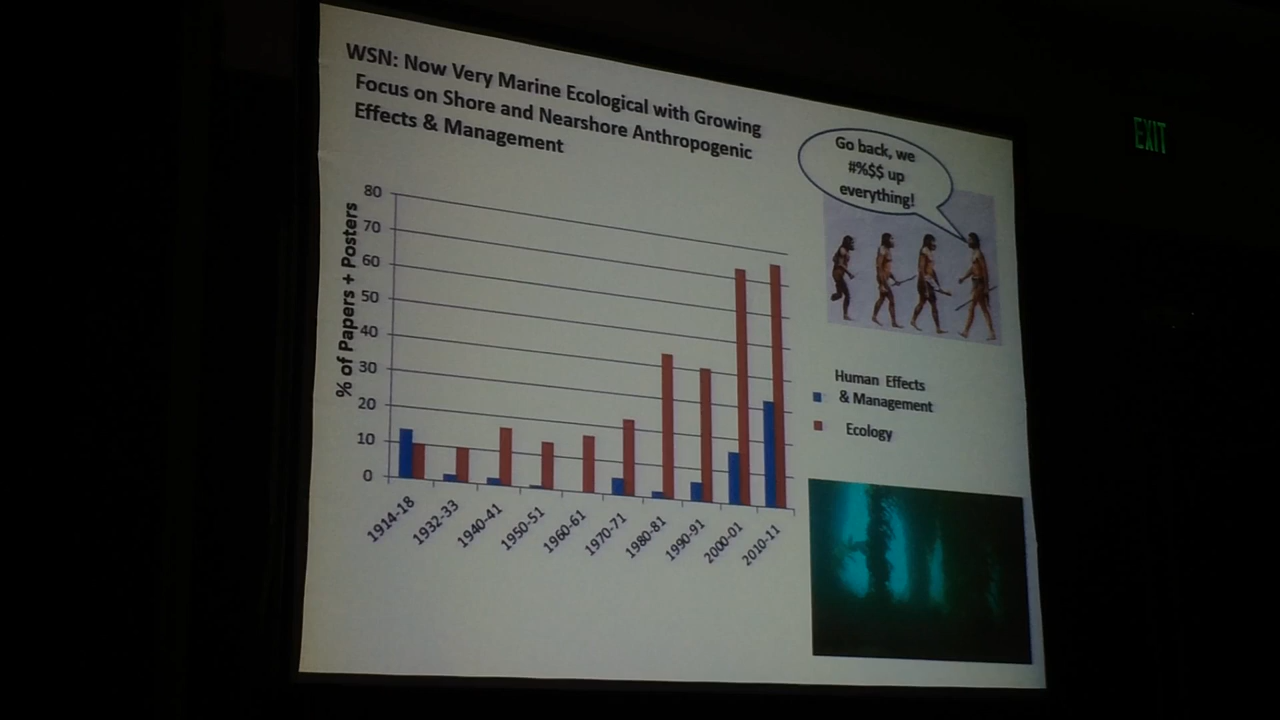 WSN: Now Very Marine Ecological with Growing
Focus on Shore and Nearshore Anthropogenic
Effects & Management
Go back, we
#%$$ up
everything!
% of Papers + Posters
80
70
60
50
40
30
20
10
0
1914-18
1932-33
1940-41
1950-51
1960-61
1970-71
1980-81
1990-91
2000-01
2010-11
Human Effects
& Management
Ecology
EXIT